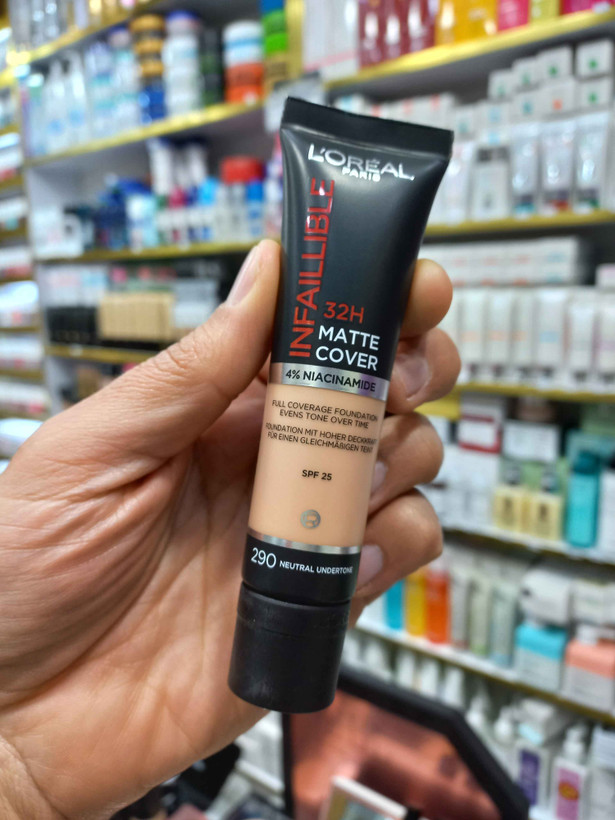 L'ORÉAL
PARIS
INFAILLIBLE
32H
MATTE
COVER
4% NIACINAMIDE
FULL COVERAGE FOUNDATION
EVENS TONE OVER TIME
FOUNDATION MIT HOHER DECKKRAFT
FÜR EINEN GLEICHMÄßIGEN TEINT
SPF 25
290 NEUTRAL UNDERTONE